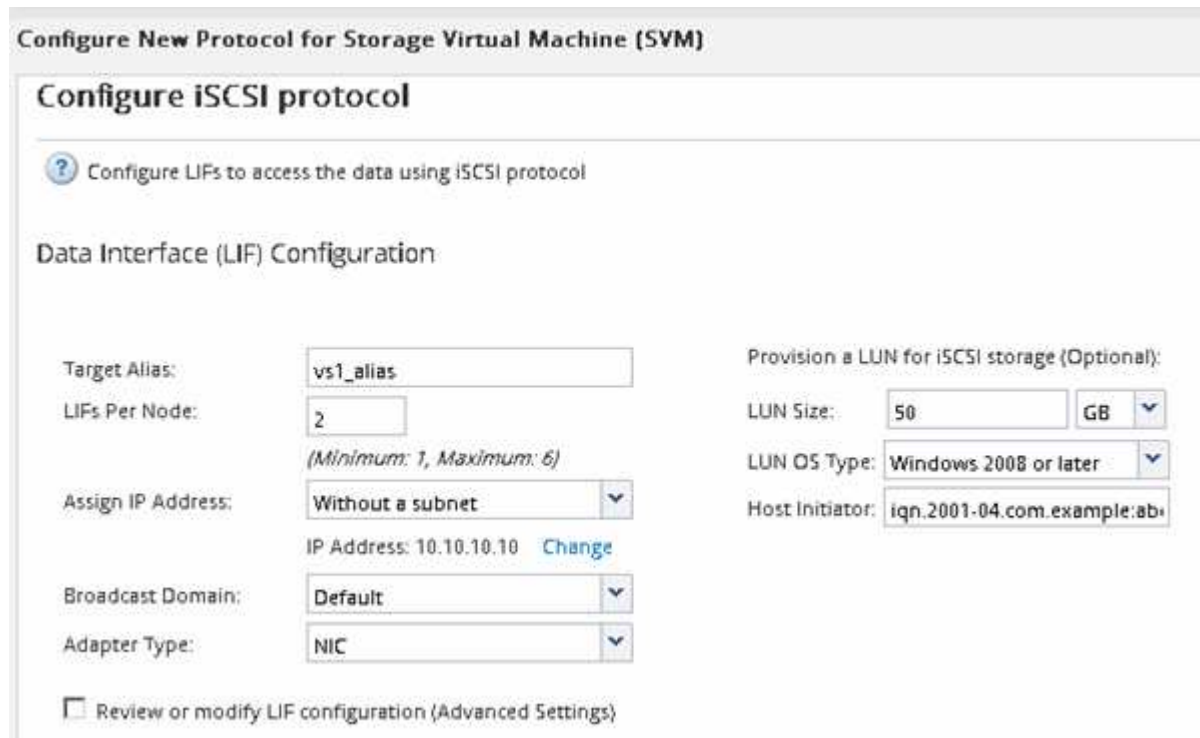 Configure New Protocol for Storage Virtual Machine (SVM)
Configure iSCSI protocol
? Configure LIFs to access the data using iSCSI protocol
Data Interface (LIF) Configuration
Target Alias: vs1_alias
LIFs Per Node: 2
(Minimum: 1, Maximum: 6)
Assign IP Address: Without a subnet
IP Address: 10.10.10.10 Change
Broadcast Domain: Default
Adapter Type: NIC
Review or modify LIF configuration (Advanced Settings)
Provision a LUN for iSCSI storage (Optional):
LUN Size: 50 GB
LUN OS Type: Windows 2008 or later
Host Initiator: iqn.2001-04.com.example:ab